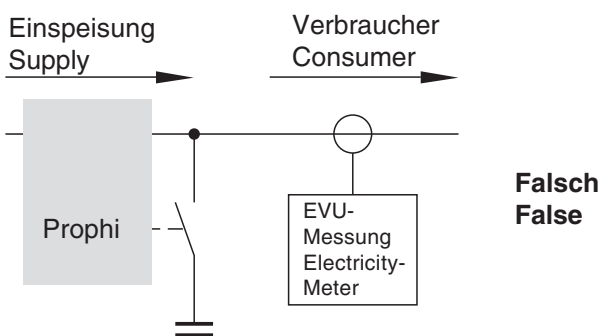 Einspeisung
Supply
Verbraucher
Consumer
Prophi
EVU-
Messung
Electricity-
Meter
Falsch
False